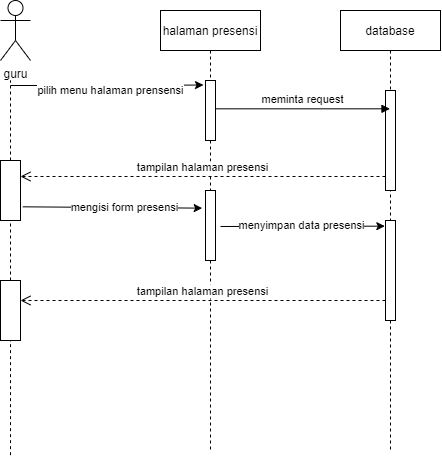 halaman presensi
database
guru
pilih menu halaman prensensi
meminta request
tampilan halaman presensi
mengisi form presensi
menyimpan data presensi
tampilan halaman presensi